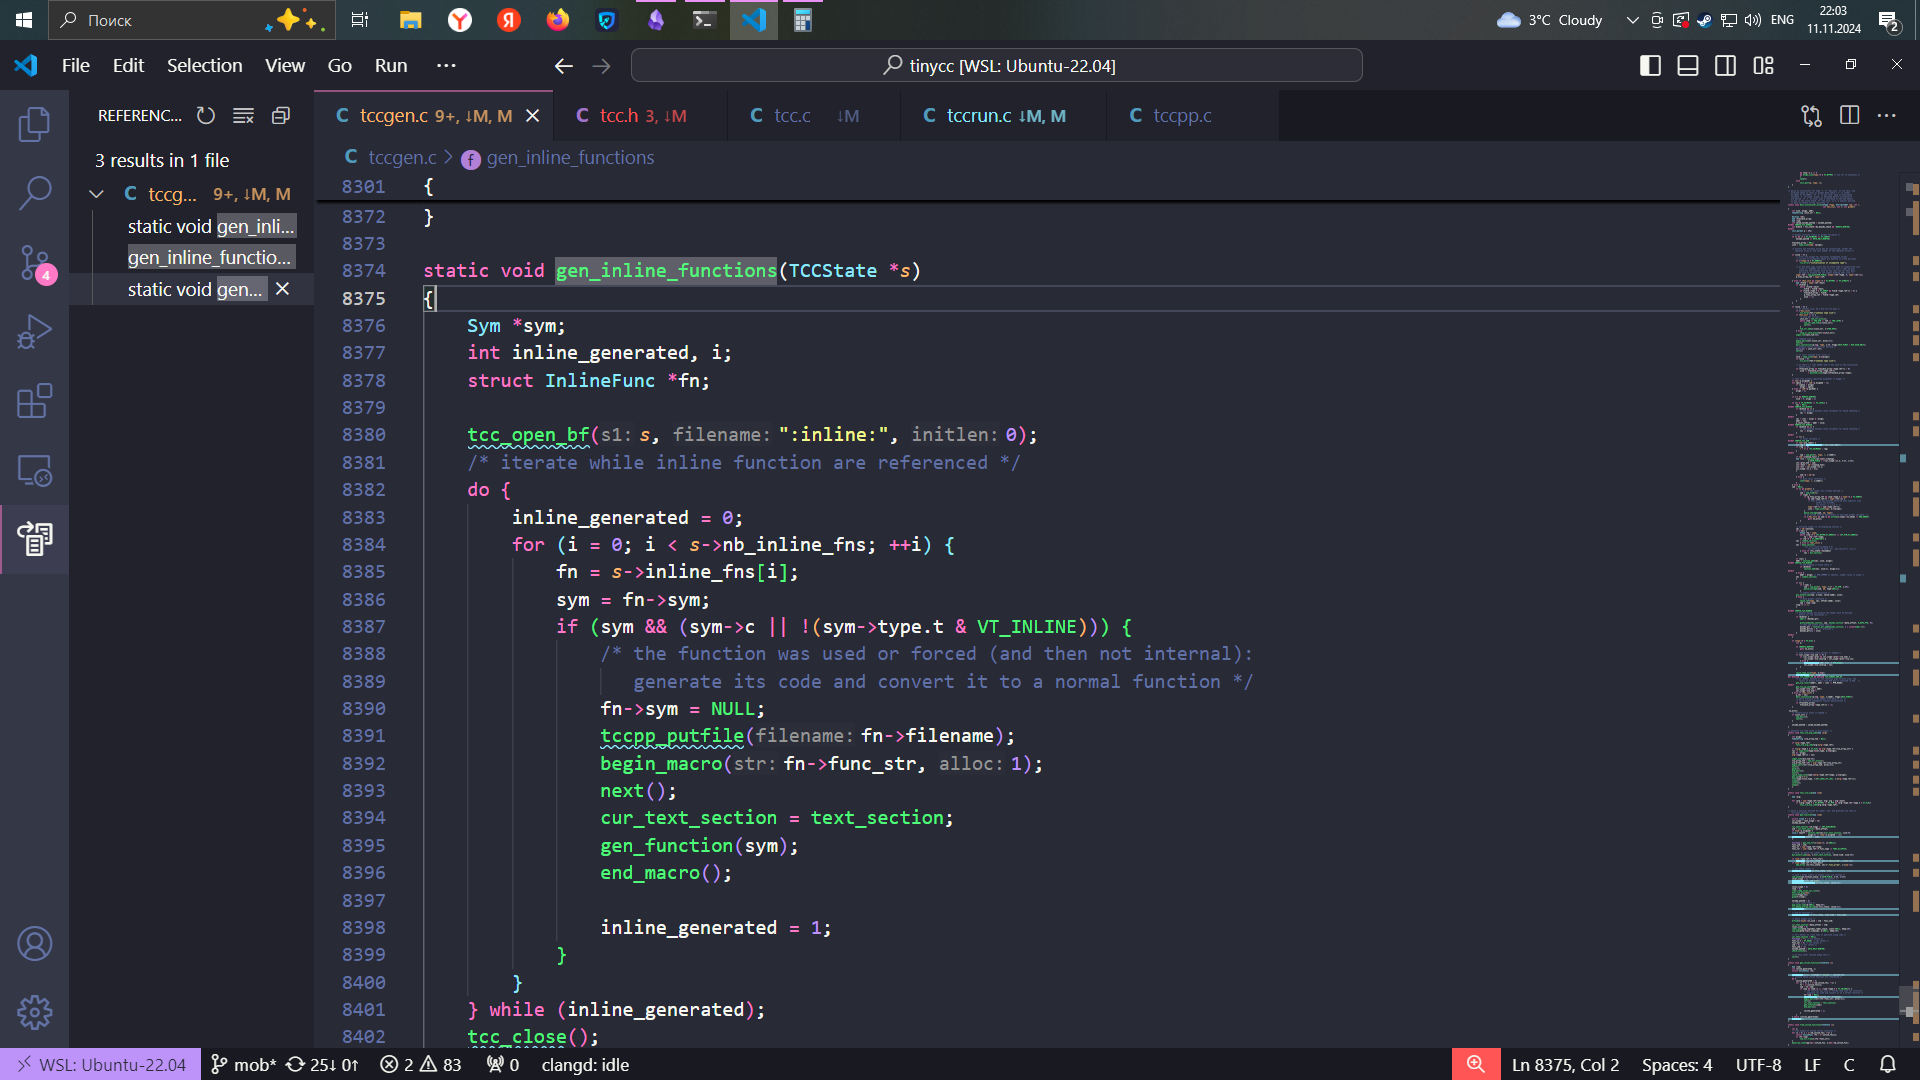 Поиск
3°C Cloudy
ENG
22:03
11.11.2024
2
File Edit Selection View Go Run ···
tinycc [WSL: Ubuntu-22.04]
REFERENC...
tccgen.c 9+, ↓M, M
tcc.h 3, ↓M
tcc.c ↓M
tccrun.c ↓M, M
tccpp.c
3 results in 1 file
tccg... 9+, ↓M, M
static void gen_inli...
gen_inline_functio...
static void gen...
4
tccgen.c > gen_inline_functions
8301 {
8372 }
8373
8374 static void gen_inline_functions(TCCState *s)
8375 {
8376 Sym *sym;
8377 int inline_generated, i;
8378 struct InlineFunc *fn;
8379
8380 tcc_open_bf(s1: s, filename: ":inline:", initlen: 0);
8381 /* iterate while inline function are referenced */
8382 do {
8383 inline_generated = 0;
8384 for (i = 0; i < s->nb_inline_fns; ++i) {
8385 fn = s->inline_fns[i];
8386 sym = fn->sym;
8387 if (sym && (sym->c || !(sym->type.t & VT_INLINE))) {
8388 /* the function was used or forced (and then not internal):
8389 generate its code and convert it to a normal function */
8390 fn->sym = NULL;
8391 tccpp_putfile(filename: fn->filename);
8392 begin_macro(str: fn->func_str, alloc: 1);
8393 next();
8394 cur_text_section = text_section;
8395 gen_function(sym);
8396 end_macro();
8397
8398 inline_generated = 1;
8399 }
8400 }
8401 } while (inline_generated);
8402 tcc_close();
WSL: Ubuntu-22.04 mob* 25↓ 0↑ 2 83 0 clangd: idle
Ln 8375, Col 2 Spaces: 4 UTF-8 LF C